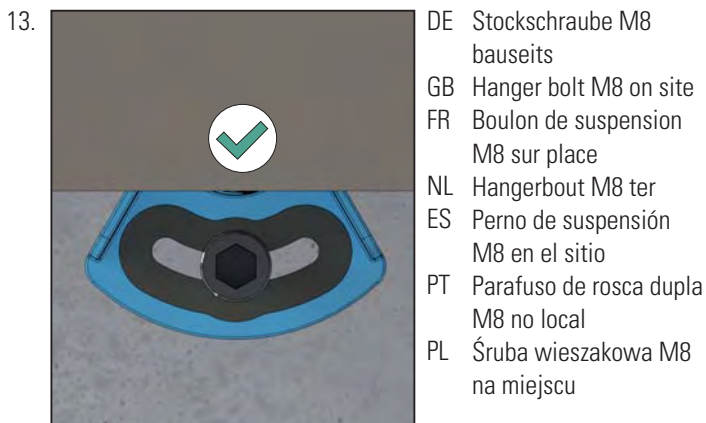 13.
DE Stockschraube M8
bauseits
GB Hanger bolt M8 on site
FR Boulon de suspension
M8 sur place
NL Hangerbout M8 ter
ES Perno de suspensión
M8 en el sitio
PT Parafuso de rosca dupla
M8 no local
PL Śruba wieszakowa M8
na miejscu